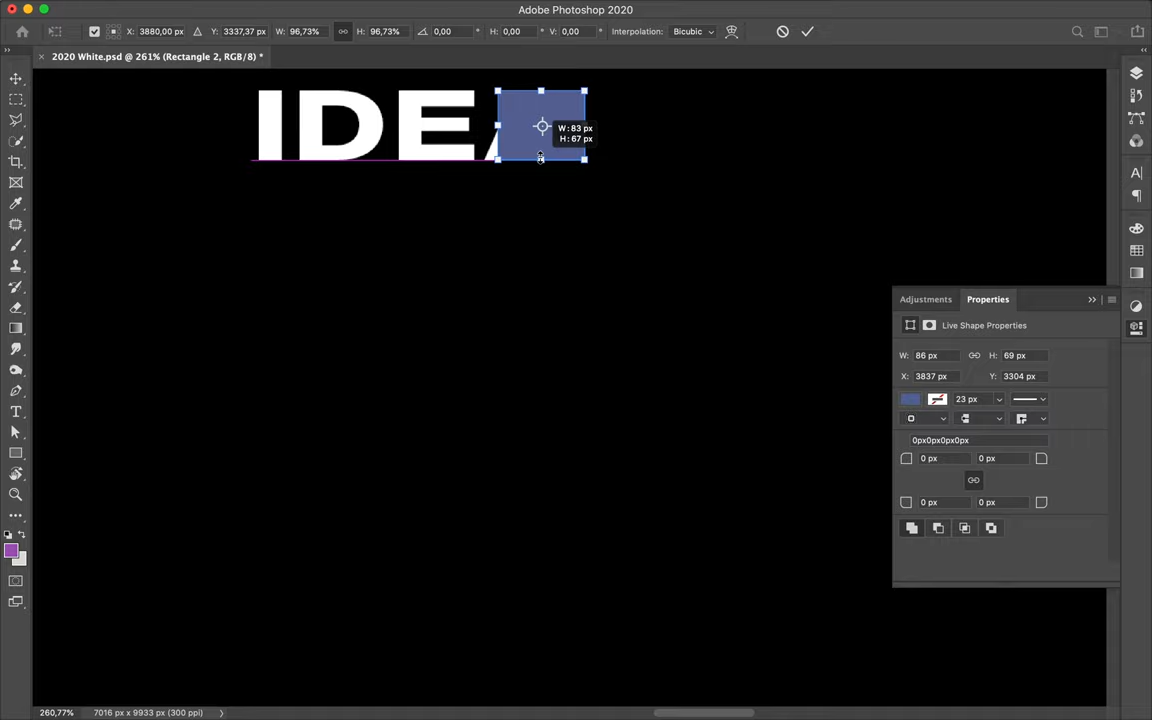 Adobe Photoshop 2020
X: 3880,00 px Y: 3337,37 px W: 96,73% H: 96,73% 0,00 ° H: 0,00 ° V: 0,00 ° Interpolation: Bicubic
× 2020 White.psd @ 261% (Rectangle 2, RGB/8) *
IDEA
W: 83 px
H: 67 px
Adjustments Properties
Live Shape Properties
W: 86 px H: 69 px
X: 3837 px Y: 3304 px
23 px
0px0px0px0px
0 px 0 px
0 px 0 px
260,77% 7016 px x 9933 px (300 ppi)